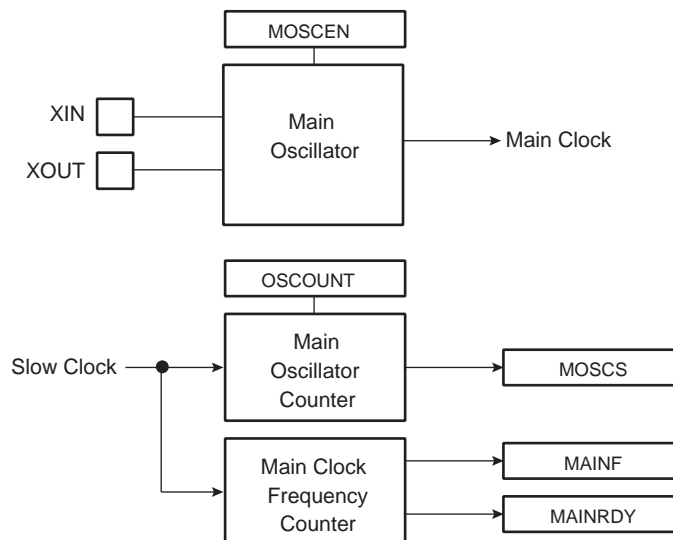 MOSCEN
XIN
XOUT
Main
Oscillator
Main Clock
OSCOUNT
Slow Clock
Main
Oscillator
Counter
MOSCS
Main Clock
Frequency
Counter
MAINF
MAINRDY